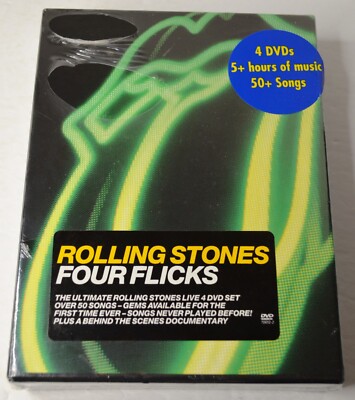 4 DVDs
5+ hours of music
50+ Songs
ROLLING STONES
FOUR FLICKS
THE ULTIMATE ROLLING STONES LIVE 4 DVD SET
OVER 50 SONGS – GEMS AVAILABLE FOR THE
FIRST TIME EVER – SONGS NEVER PLAYED BEFORE!
PLUS A BEHIND THE SCENES DOCUMENTARY
DVD